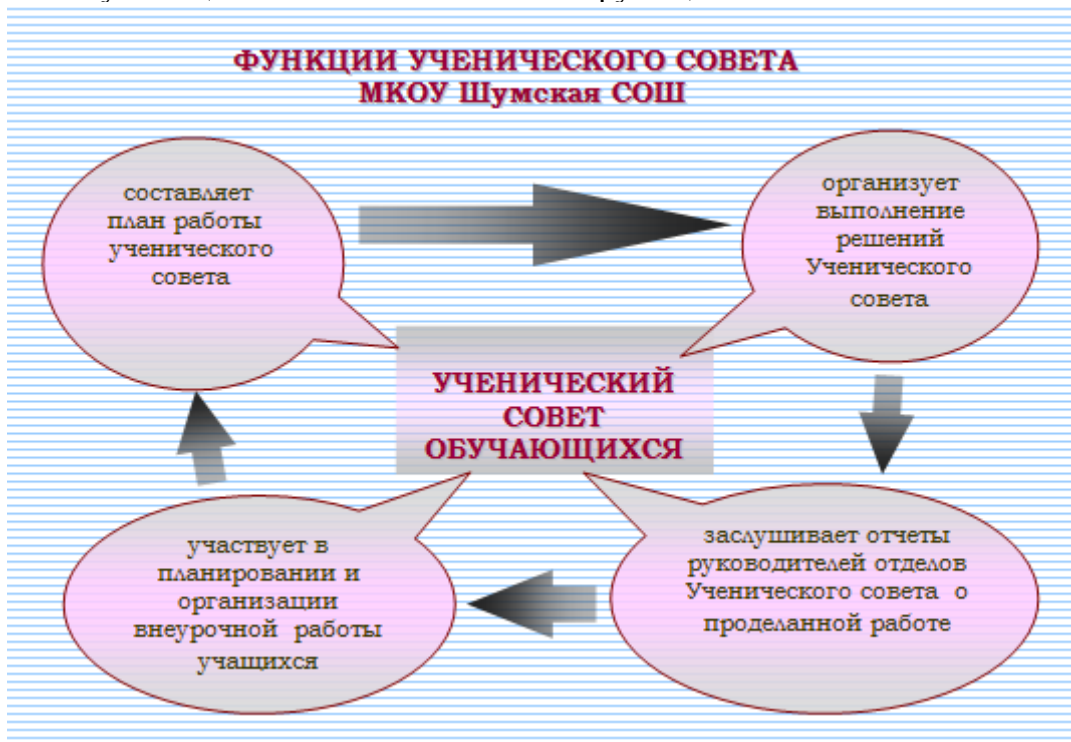 ФУНКЦИИ УЧЕНИЧЕСКОГО СОВЕТА
МКОУ Шумская СОШ
составляет
план работы
ученического
совета
организует
выполнение
решений
Ученического
совета
УЧЕНИЧЕСКИЙ
СОВЕТ
ОБУЧАЮЩИХСЯ
участвует в
планировании и
организации
внеурочной работы
учащихся
заслушивает отчеты
руководителей отделов
Ученического совета о
проделанной работе